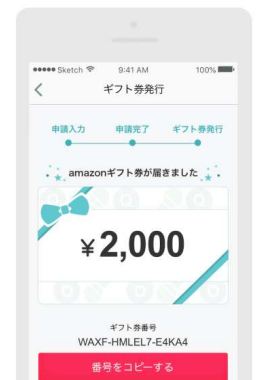 Sketch 9:41 AM 100%
ギフト券発行
申請入力 申請完了 ギフト券発行
amazonギフト券が届きました
¥2,000
ギフト券番号
WAXF-HMLEL7-E4KA4
番号をコピーする